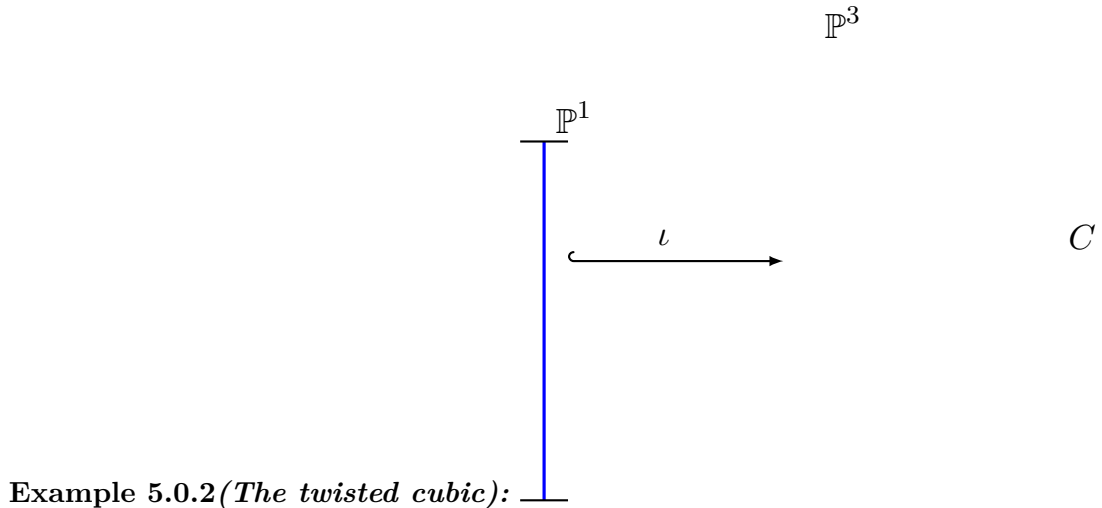 ℙ³
ℙ¹
ι
C
Example 5.0.2(The twisted cubic):